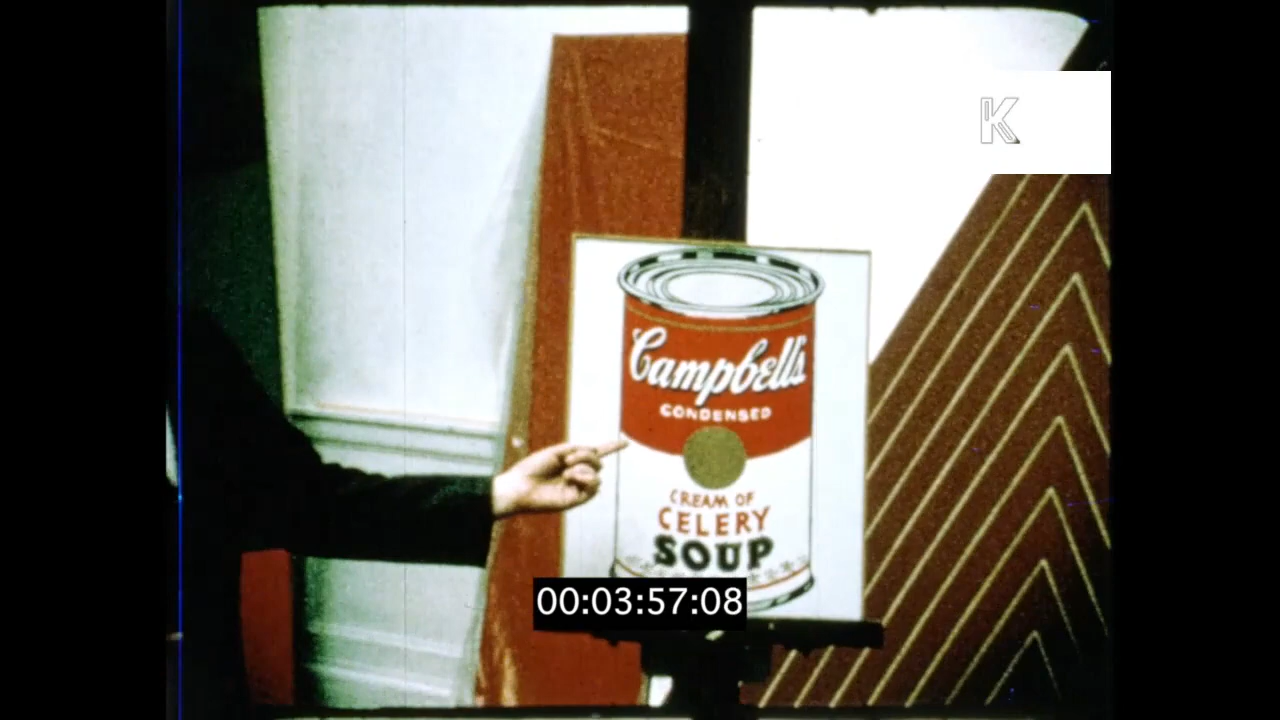 K
Campbell's
CONDENSED
CREAM OF
CELERY
SOUP
00:03:57:08